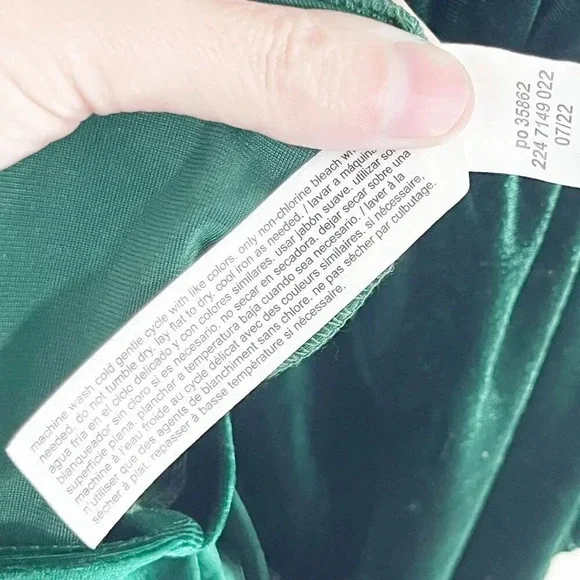 machine wash cold gentle cycle with like colors. only non-chlorine bleach
needed. do not tumble dry. lay flat to dry. cool iron as needed. / lavar a máquina
agua fría en el ciclo delicado y con colores similares. usar jabón suave. utilizar
blanqueador sin cloro si es necesario. no secar en secadora. dejar secar sobre una
superficie plana. planchar a temperatura baja cuando sea necesario. / laver à la
machine à l'eau froide au cycle délicat avec des couleurs similaires. si nécessaire,
n'utiliser que des agents de blanchiment sans chlore. ne pas sécher par culbutage.
sécher à plat. repasser à basse température si nécessaire.
po 35862
224 7149 022
07/22